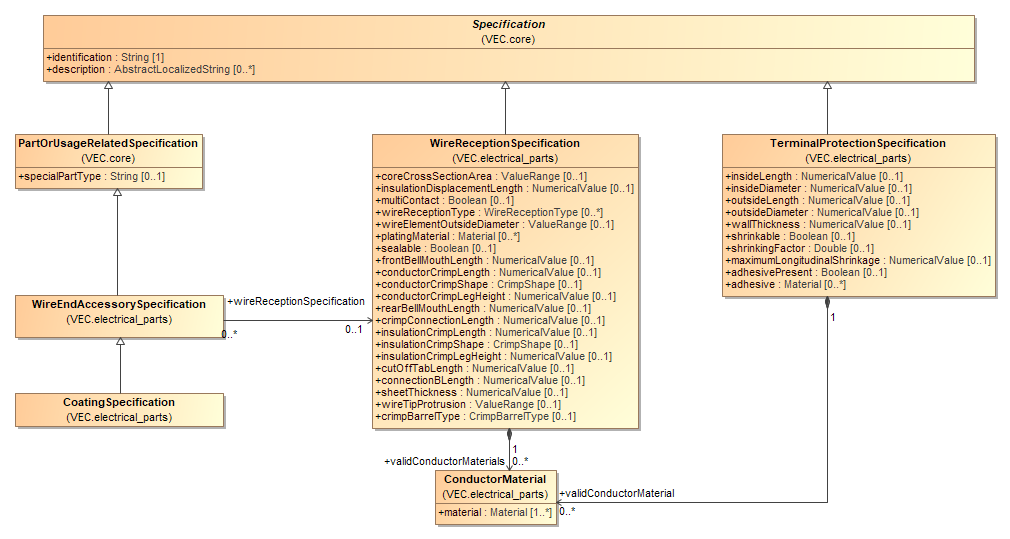 Specification
(VEC.core)
+identification : String [1]
+description : AbstractLocalizedString [0..*]
PartOrUsageRelatedSpecification
(VEC.core)
+specialPartType : String [0..1]
WireReceptionSpecification
(VEC.electrical_parts)
+coreCrossSectionArea : ValueRange [0..1]
+insulationDisplacementLength : NumericalValue [0..1]
+multiContact : Boolean [0..1]
+wireReceptionType : WireReceptionType [0..*]
+wireElementOutsideDiameter : ValueRange [0..1]
+platingMaterial : Material [0..*]
+sealable : Boolean [0..1]
+frontBellMouthLength : NumericalValue [0..1]
+conductorCrimpLength : NumericalValue [0..1]
+conductorCrimpShape : CrimpShape [0..1]
+conductorCrimpLegHeight : NumericalValue [0..1]
+rearBellMouthLength : NumericalValue [0..1]
+crimpConnectionLength : NumericalValue [0..1]
+insulationCrimpLength : NumericalValue [0..1]
+insulationCrimpShape : CrimpShape [0..1]
+insulationCrimpLegHeight : NumericalValue [0..1]
+cutOffTabLength : NumericalValue [0..1]
+connectionBLength : NumericalValue [0..1]
+sheetThickness : NumericalValue [0..1]
+wireTipProtrusion : ValueRange [0..1]
+crimpBarrelType : CrimpBarrelType [0..1]
TerminalProtectionSpecification
(VEC.electrical_parts)
+insideLength : NumericalValue [0..1]
+insideDiameter : NumericalValue [0..1]
+outsideLength : NumericalValue [0..1]
+outsideDiameter : NumericalValue [0..1]
+wallThickness : NumericalValue [0..1]
+shrinkable : Boolean [0..1]
+shrinkingFactor : Double [0..1]
+maximumLongitudinalShrinkage : NumericalValue [0..1]
+adhesivePresent : Boolean [0..1]
+adhesive : Material [0..*]
WireEndAccessorySpecification
(VEC.electrical_parts)
+wireReceptionSpecification
0..*
0..1
1
CoatingSpecification
(VEC.electrical_parts)
1
+validConductorMaterials
0..*
ConductorMaterial
(VEC.electrical_parts)
+material : Material [1..*]
+validConductorMaterial
0..*